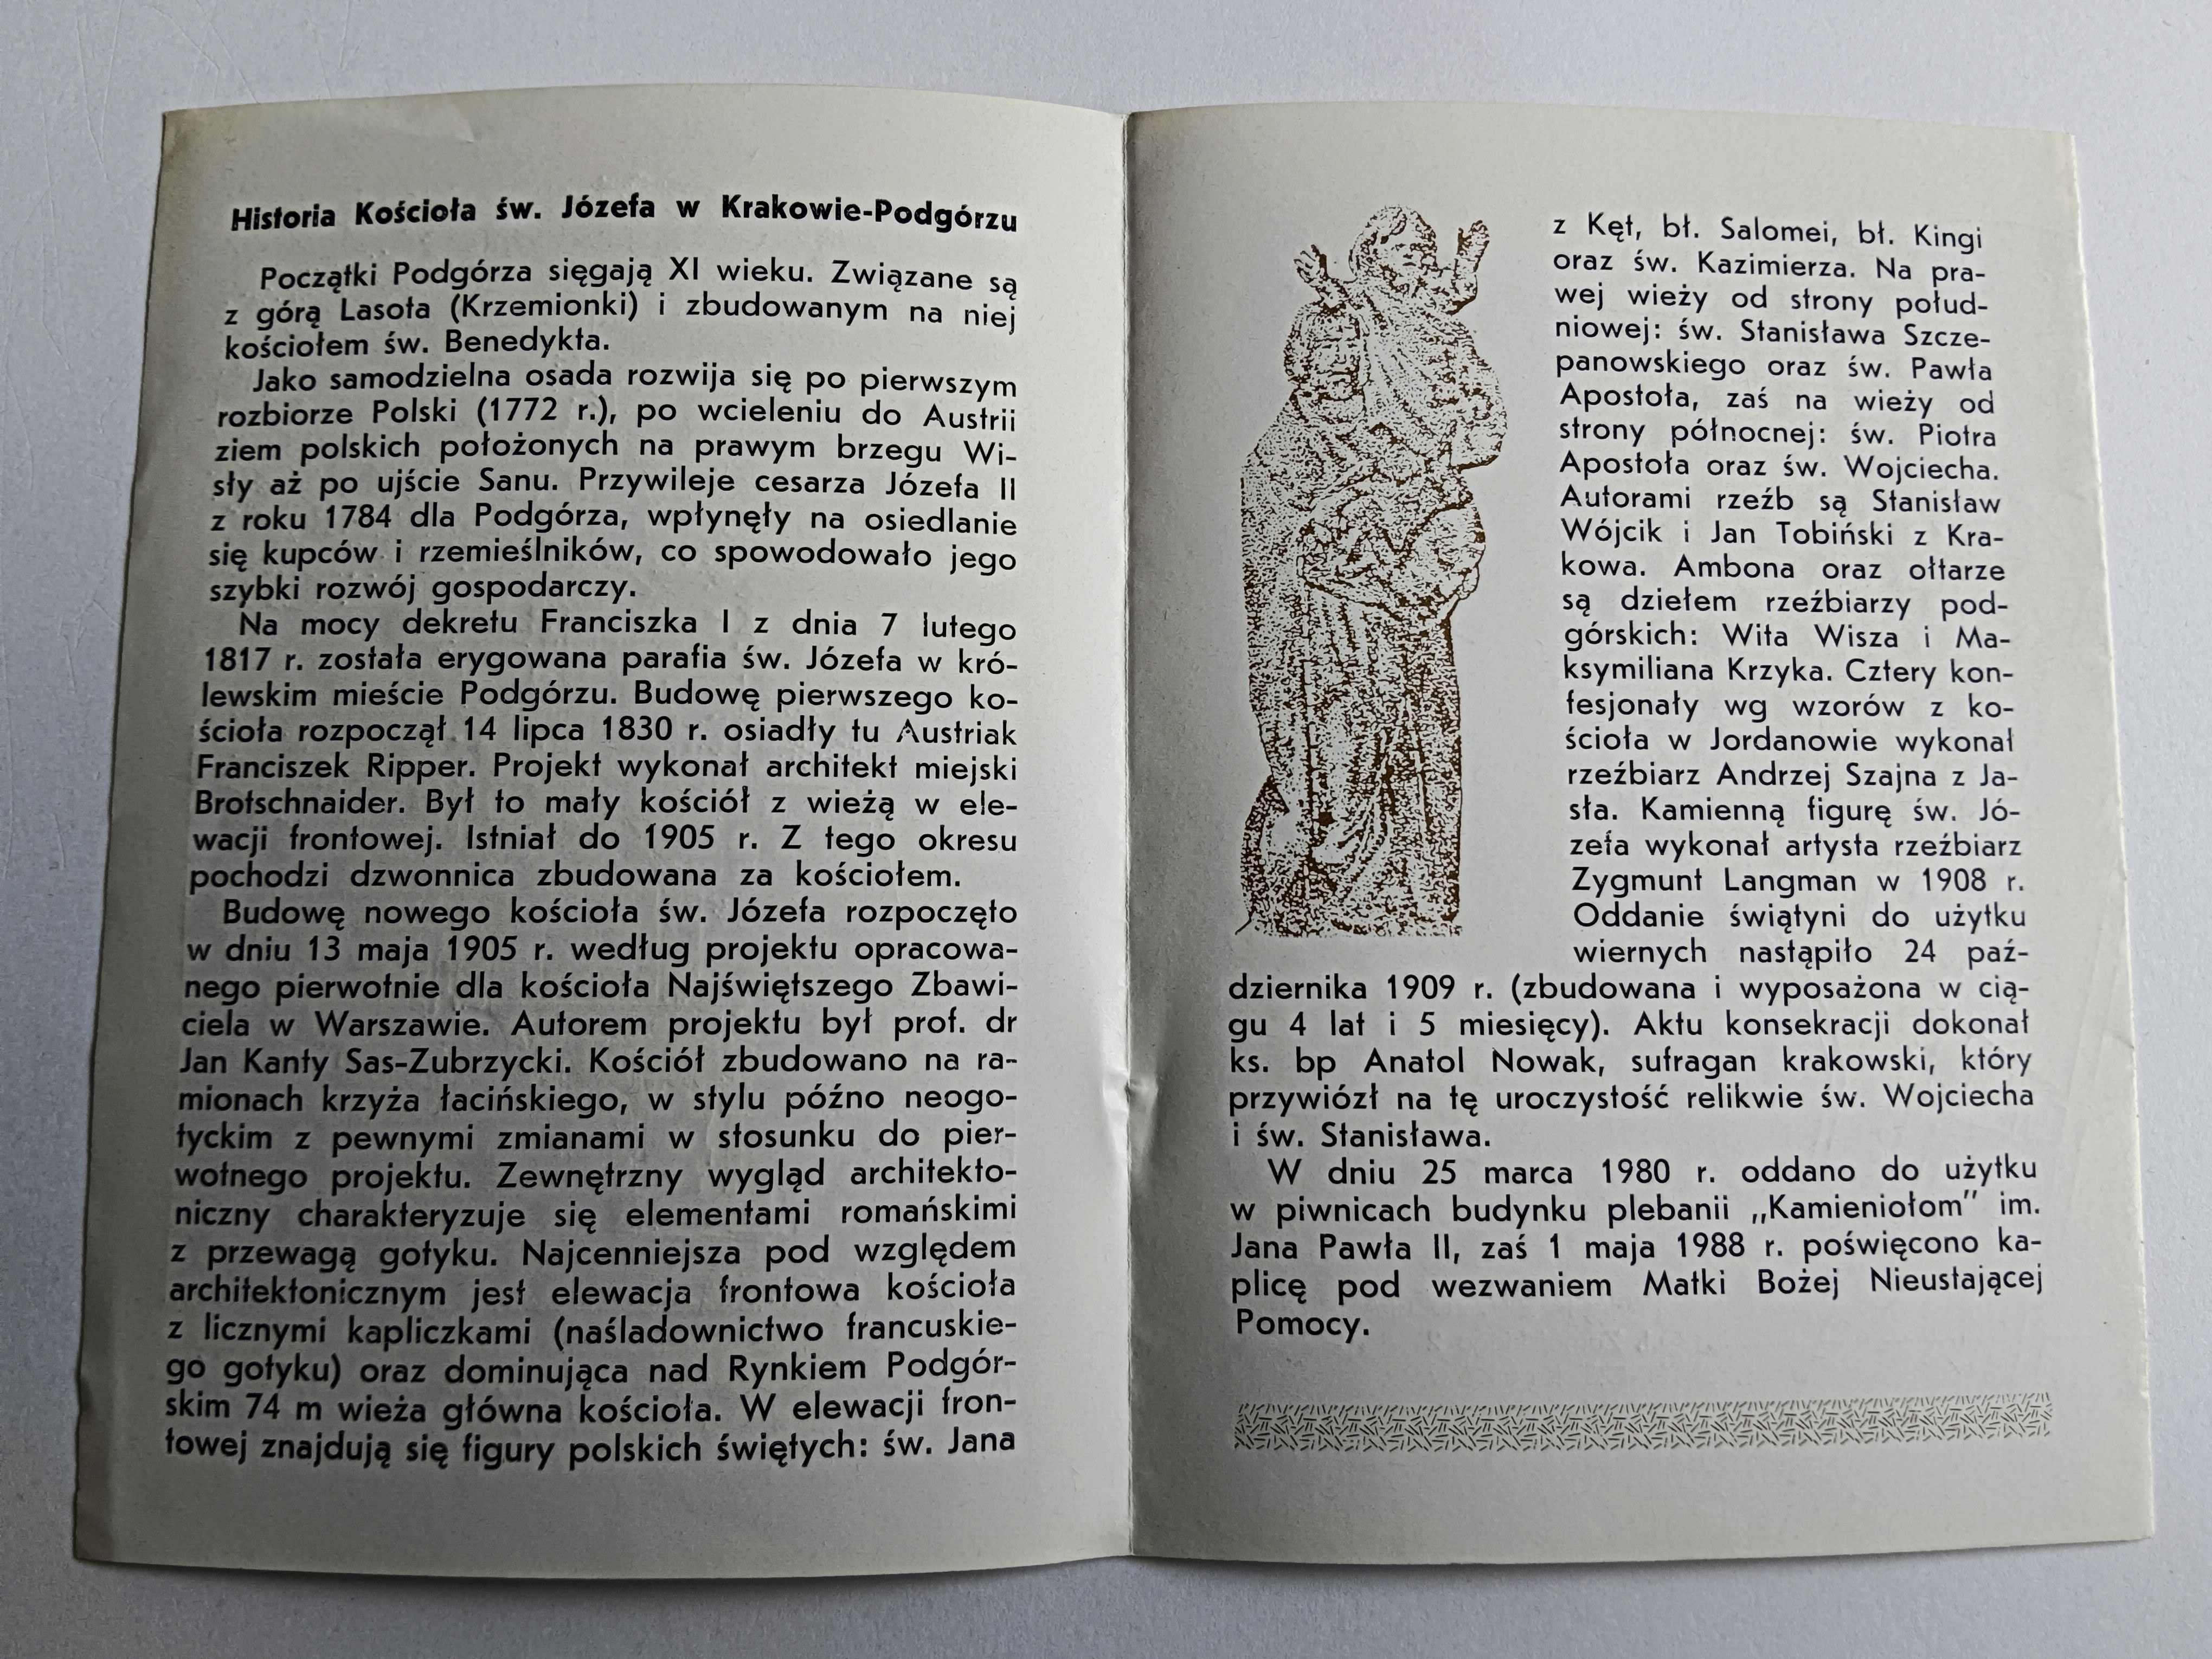 Historia Kościoła św. Józefa w Krakowie-Podgórzu
Początki Podgórza sięgają XI wieku. Związane są
z górą Lasota (Krzemionki) i zbudowanym na niej
kościołem św. Benedykta.
Jako samodzielna osada rozwija się po pierwszym
rozbiorze Polski (1772 r.), po wcieleniu do Austrii
ziem polskich położonych na prawym brzegu Wi-
sły aż po ujście Sanu. Przywileje cesarza Józefa II
z roku 1784 dla Podgórza, wpłynęły na osiedlanie
się kupców i rzemieślników, co spowodowało jego
szybki rozwój gospodarczy.
Na mocy dekretu Franciszka I z dnia 7 lutego
1817 r. została erygowana parafia św. Józefa w kró-
lewskim mieście Podgórzu. Budowę pierwszego ko-
ścioła rozpoczął 14 lipca 1830 r. osiadły tu Austriak
Franciszek Ripper. Projekt wykonał architekt miejski
Brotschnaider. Był to mały kościół z wieżą w ele-
wacji frontowej. Istniał do 1905 r. Z tego okresu
pochodzi dzwonnica zbudowana za kościołem.
Budowę nowego kościoła św. Józefa rozpoczęto
w dniu 13 maja 1905 r. według projektu opracowa-
nego pierwotnie dla kościoła Najświętszego Zbawi-
ciela w Warszawie. Autorem projektu był prof. dr
Jan Kanty Sas-Zubrzycki. Kościół zbudowano na ra-
mionach krzyża łacińskiego, w stylu późno neogo-
tyckim z pewnymi zmianami w stosunku do pier-
wotnego projektu. Zewnętrzny wygląd architekto-
niczny charakteryzuje się elementami romańskimi
z przewagą gotyku. Najcenniejsza pod względem
architektonicznym jest elewacja frontowa kościoła
z licznymi kapliczkami (naśladownictwo francuskie-
go gotyku) oraz dominująca nad Rynkiem Podgór-
skim 74 m wieża główna kościoła. W elewacji fron-
towej znajdują się figury polskich świętych: św. Jana
z Kęt, bł. Salomei, bł. Kingi
oraz św. Kazimierza. Na pra-
wej wieży od strony połud-
niowej: św. Stanisława Szcze-
panowskiego oraz św. Pawła
Apostoła, zaś na wieży od
strony północnej: św. Piotra
Apostoła oraz św. Wojciecha.
Autorami rzeźb są Stanisław
Wójcik i Jan Tobiński z Kra-
kowa. Ambona oraz ołtarze
są dziełem rzeźbiarzy pod-
górskich: Wita Wisza i Ma-
ksymiliana Krzyka. Cztery kon-
fesjonały wg wzorów z ko-
ścioła w Jordanowie wykonał
rzeźbiarz Andrzej Szajna z Ja-
sła. Kamienną figurę św. Jó-
zefa wykonał artysta rzeźbiarz
Zygmunt Langman w 1908 r.
Oddanie świątyni do użytku
wiernych nastąpiło 24 paź-
dziernika 1909 r. (zbudowana i wyposażona w cią-
gu 4 lat i 5 miesięcy). Aktu konsekracji dokonał
ks. bp Anatol Nowak, sufragan krakowski, który
przywiózł na tę uroczystość relikwie św. Wojciecha
i św. Stanisława.
W dniu 25 marca 1980 r. oddano do użytku
w piwnicach budynku plebanii „Kamieniołom" im.
Jana Pawła II, zaś 1 maja 1988 r. poświęcono ka-
plicę pod wezwaniem Matki Bożej Nieustającej
Pomocy.